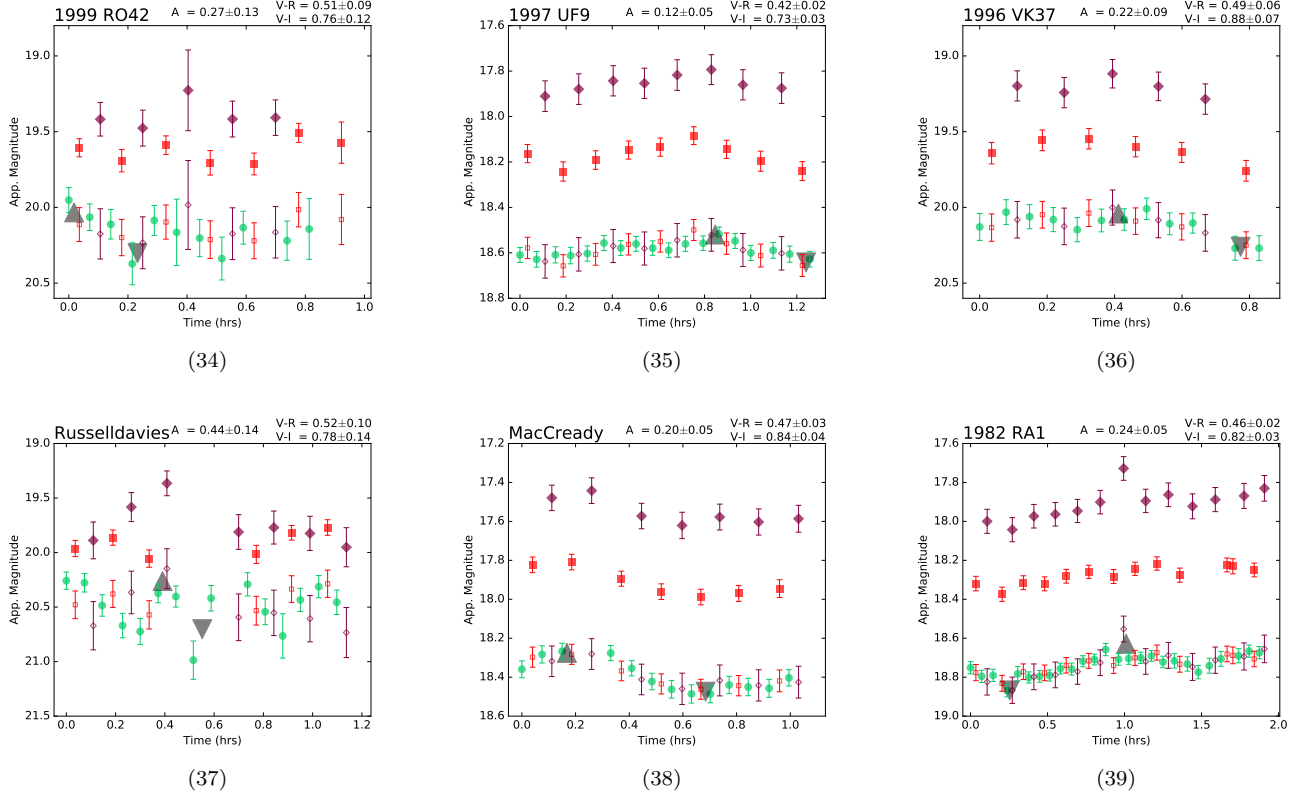 1999 RO42 A = 0.27±0.13 V-R = 0.51±0.09
V-I = 0.76±0.12
App. Magnitude
19.0
19.5
20.0
20.5
0.0 0.2 0.4 0.6 0.8 1.0
Time (hrs)
(34)
1997 UF9 A = 0.12±0.05 V-R = 0.42±0.02
V-I = 0.73±0.03
App. Magnitude
17.6
17.8
18.0
18.2
18.4
18.6
18.8
0.0 0.2 0.4 0.6 0.8 1.0 1.2
Time (hrs)
(35)
1996 VK37 A = 0.22±0.09 V-R = 0.49±0.06
V-I = 0.88±0.07
App. Magnitude
19.0
19.5
20.0
20.5
0.0 0.2 0.4 0.6 0.8
Time (hrs)
(36)
Russelldavies A = 0.44±0.14 V-R = 0.52±0.10
V-I = 0.78±0.14
App. Magnitude
19.0
19.5
20.0
20.5
21.0
21.5
0.0 0.2 0.4 0.6 0.8 1.0 1.2
Time (hrs)
(37)
MacCready A = 0.20±0.05 V-R = 0.47±0.03
V-I = 0.84±0.04
App. Magnitude
17.2
17.4
17.6
17.8
18.0
18.2
18.4
18.6
0.0 0.2 0.4 0.6 0.8 1.0
Time (hrs)
(38)
1982 RA1 A = 0.24±0.05 V-R = 0.46±0.02
V-I = 0.82±0.03
App. Magnitude
17.6
17.8
18.0
18.2
18.4
18.6
18.8
19.0
0.0 0.5 1.0 1.5 2.0
Time (hrs)
(39)